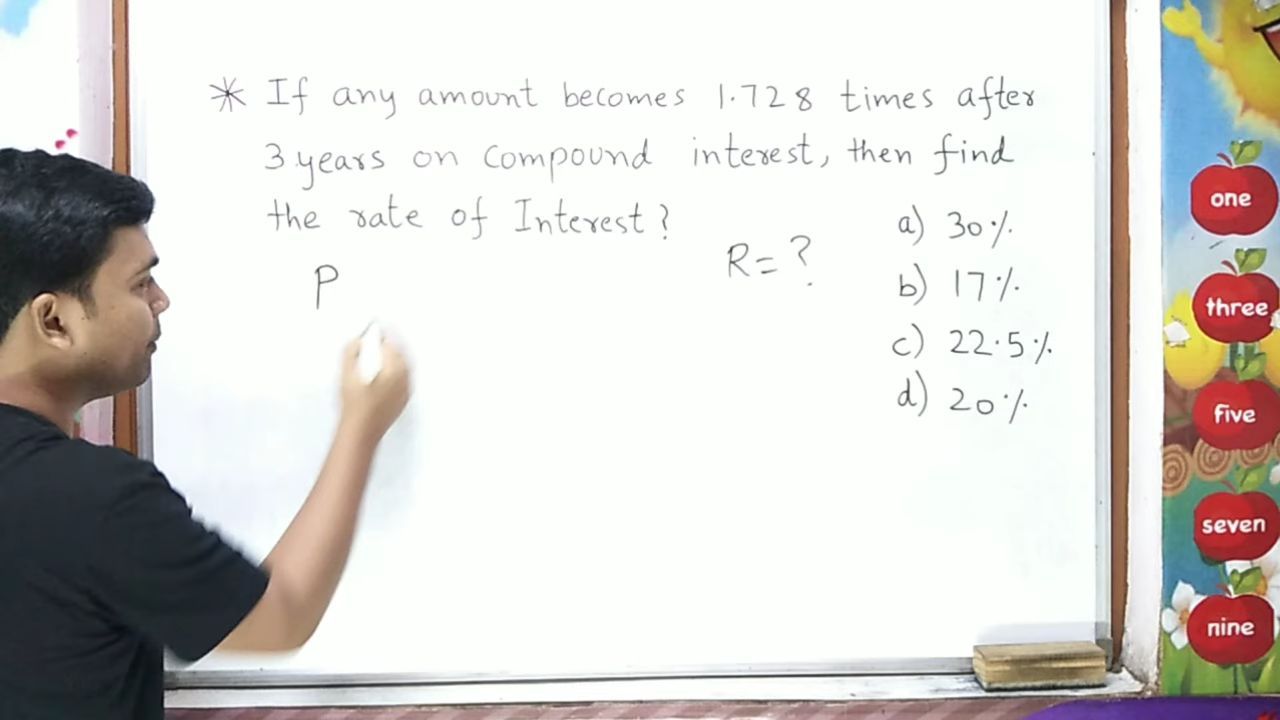 * If any amount becomes 1.728 times after
3 years on compound interest, then find
the rate of Interest?
P
R = ?
a) 30%
b) 17%
c) 22.5%
d) 20%
one
three
five
seven
nine